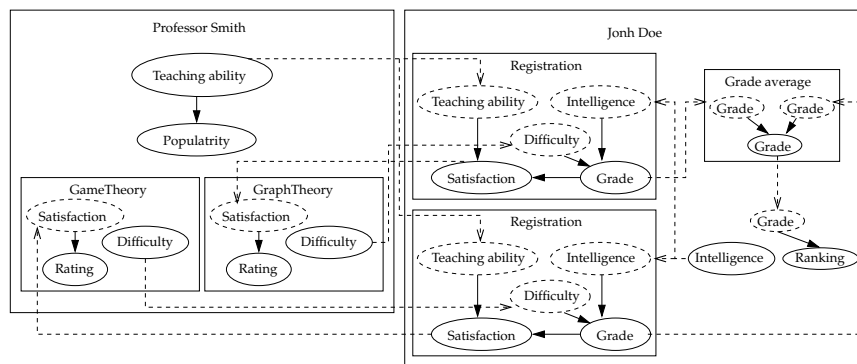 Professor Smith
Teaching ability
Populatrity
GameTheory
Satisfaction
Difficulty
Rating
GraphTheory
Satisfaction
Difficulty
Rating
Jonh Doe
Registration
Teaching ability
Intelligence
Difficulty
Satisfaction
Grade
Registration
Teaching ability
Intelligence
Difficulty
Satisfaction
Grade
Grade average
Grade
Grade
Grade
Grade
Intelligence
Ranking